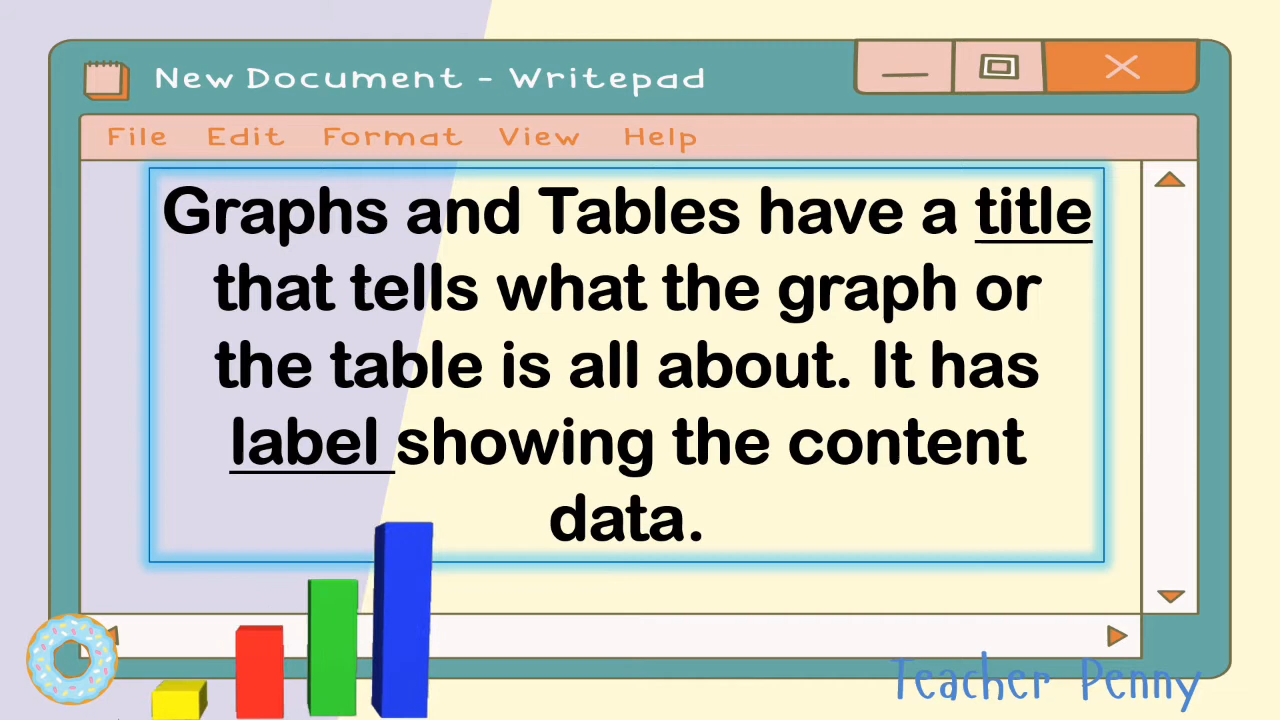 New Document - Writepad
File Edit Format View Help
Graphs and Tables have a title
that tells what the graph or
the table is all about. It has
label showing the content
data.
Teacher Penny